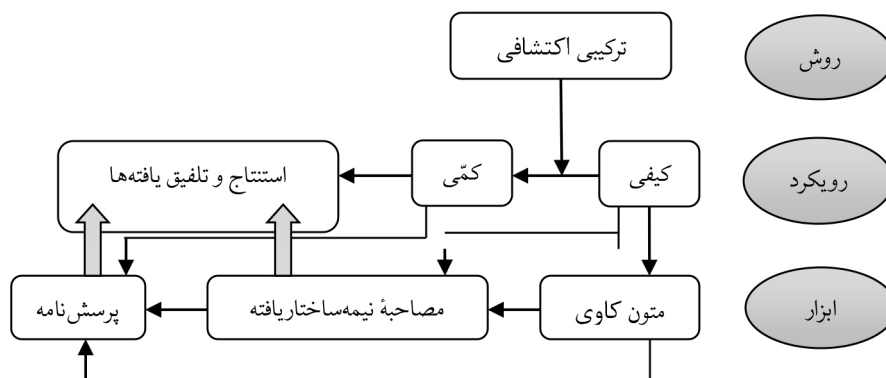 ترکیبی اکتشافی
روش
استنتاج و تلفیق یافته‌ها
کمّی
کیفی
رویکرد
پرسش‌نامه
مصاحبهٔ نیمه‌ساختاریافته
متون کاوی
ابزار